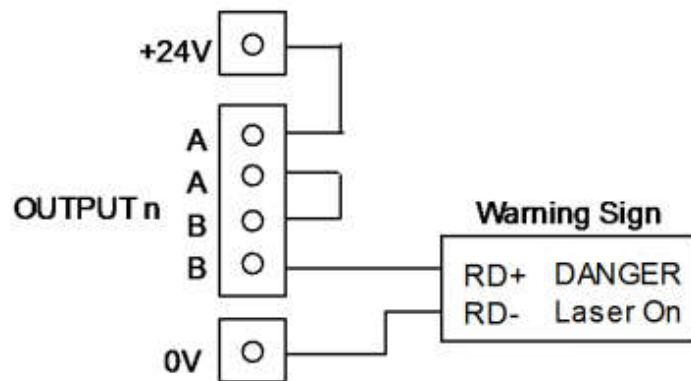 +24V
A
A
OUTPUT n
B
B
0V
Warning Sign
RD+ DANGER
RD- Laser On